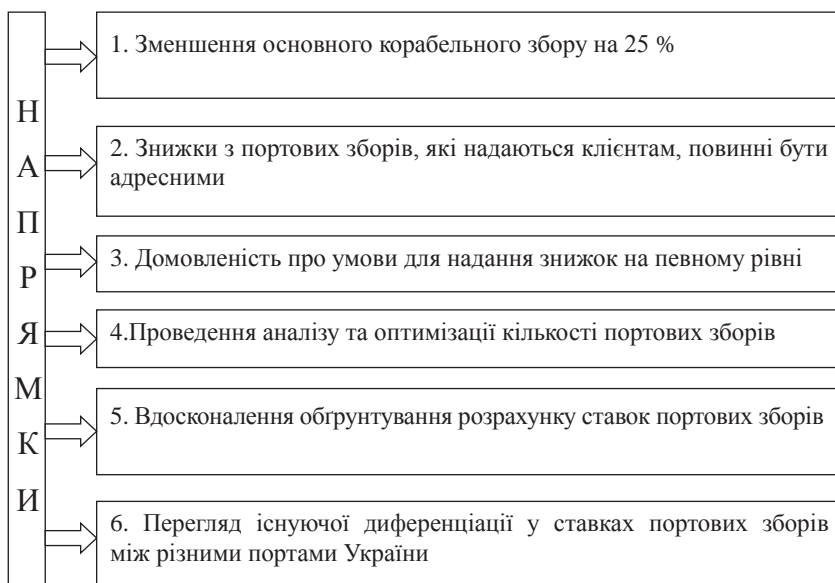 НАПРЯМКИ
1. Зменшення основного корабельного збору на 25 %
2. Знижки з портових зборів, які надаються клієнтам, повинні бути
адресними
3. Домовленість про умови для надання знижок на певному рівні
4.Проведення аналізу та оптимізації кількості портових зборів
5. Вдосконалення обґрунтування розрахунку ставок портових зборів
6. Перегляд існуючої диференціації у ставках портових зборів
між різними портами України